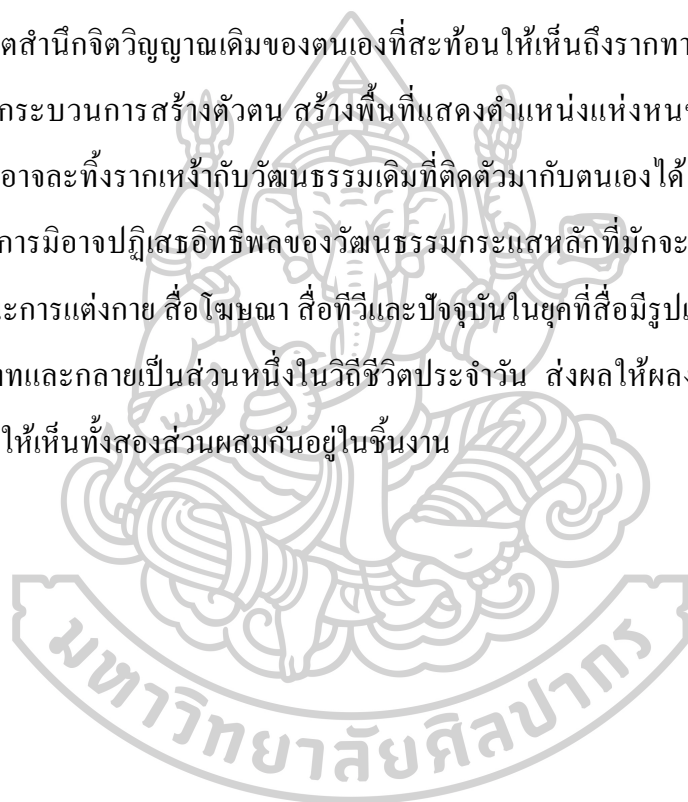 ตสำนึกจิตวิญญาณเดิมของตนเองที่สะท้อนให้เห็นถึงรากทา
กระบวนการสร้างตัวตน สร้างพื้นที่แสดงตำแหน่งแห่งหน
อาจละทิ้งรากเหง้ากับวัฒนธรรมเดิมที่ติดตัวมากับตนเองได้
การมิอาจปฏิเสธอิทธิพลของวัฒนธรรมกระแสหลักที่มักจะ
ะการแต่งกาย สื่อโฆษณา สื่อทีวีและปัจจุบันในยุคที่สื่อมีรูปแ
ทและกลายเป็นส่วนหนึ่งในวิถีชีวิตประจำวัน ส่งผลให้ผลง
ให้เห็นทั้งสองส่วนผสมกันอยู่ในชิ้นงาน
มหาวิทยาลัยศิลปากร